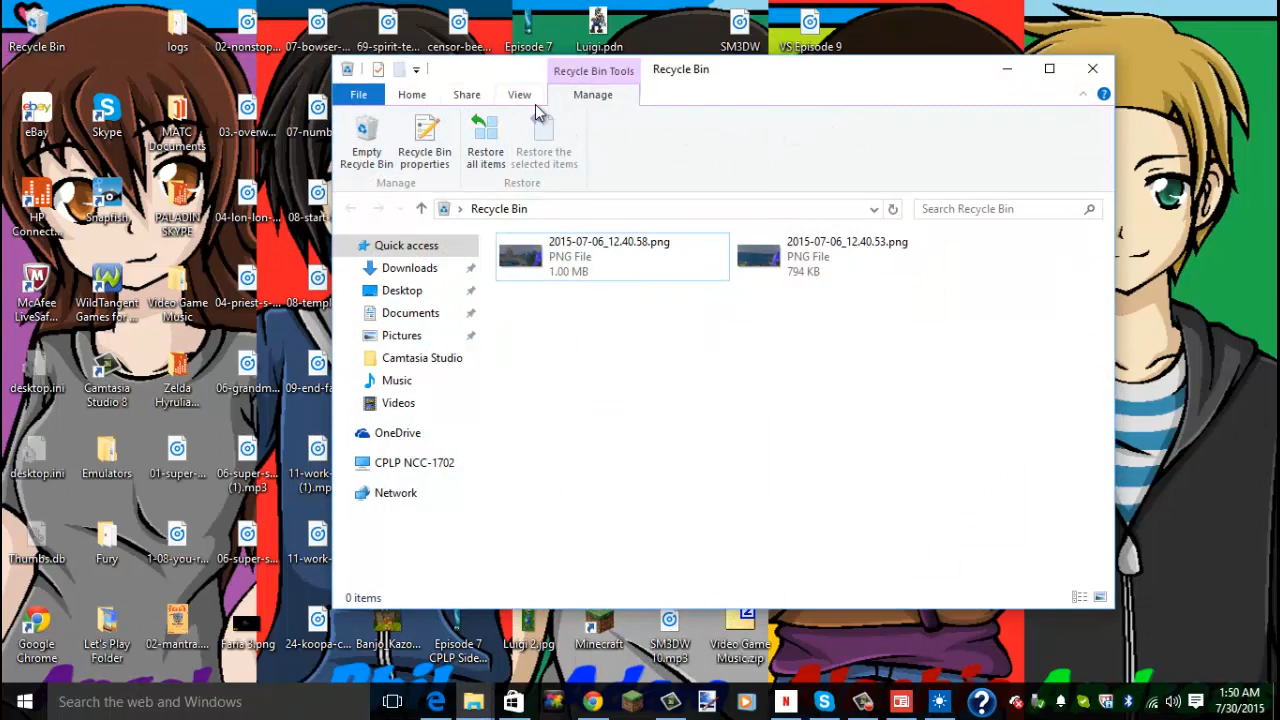 Recycle Bin
logs
02-nonstop...
07-bowser-...
69-spirit-te...
censor-bee...
Episode 7
Luigi.pdn
SM3DW
VS Episode 9
Recycle Bin Tools
Recycle Bin
File
Home
Share
View
Manage
Empty
Recycle Bin
Recycle Bin
properties
Restore
all items
Restore the
selected items
Manage
Restore
Recycle Bin
Search Recycle Bin
Quick access
Downloads
Desktop
Documents
Pictures
Camtasia Studio
Music
Videos
OneDrive
CPLP NCC-1702
Network
2015-07-06_12.40.58.png
PNG File
1.00 MB
2015-07-06_12.40.53.png
PNG File
794 KB
0 items
eBay
Skype
MATC
Documents
03.-overw...
07-numb
HP
Connect...
Snapfish
PALADIN
SKYPE
04-lon-lon-...
08-start
McAfee
LiveSaf...
WildTangent
Games for ...
Video Game
Music
04-priest-s-...
08-templ
desktop.ini
Camtasia
Studio 8
Zelda
Hyrulia...
06-grandm...
09-end-fa
desktop.ini
Emulators
01-super-...
06-super-s...
(1).mp3
11-work
(1).mp
Thumbs.db
Fury
1-08-you-r...
06-super-s...
11-work-
Google
Chrome
Let's Play
Folder
02-mantra...
Faria 3.png
24-koopa-c...
Banjo_Kazo...
Episode 7
CPLP Side...
Luigi 2.jpg
Minecraft
SM3DW
10.mp3
Video Game
Music.zip
Search the web and Windows
1:50 AM
7/30/2015